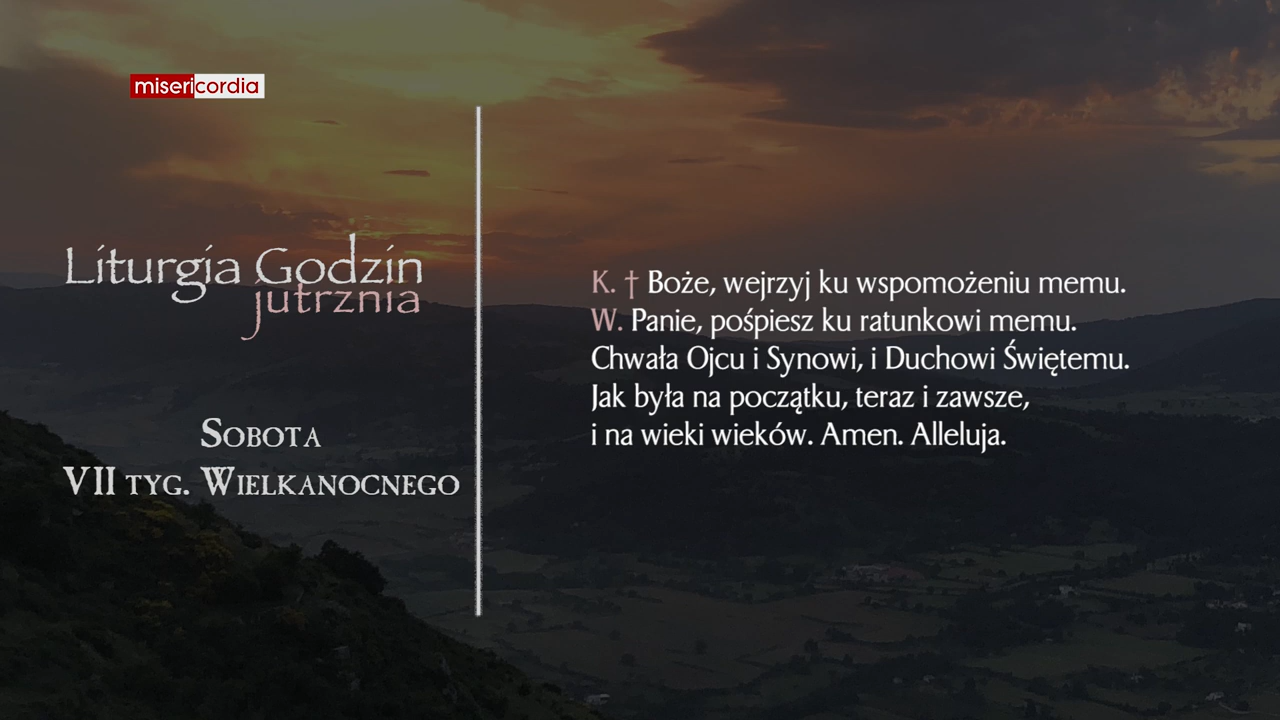 misericordia
Liturgia Godzin
jutrznia
Sobota
VII tyg. Wielkanocnego
K. † Boże, wejrzyj ku wspomożeniu memu.
W. Panie, pośpiesz ku ratunkowi memu.
Chwała Ojcu i Synowi, i Duchowi Świętemu.
Jak była na początku, teraz i zawsze,
i na wieki wieków. Amen. Alleluja.